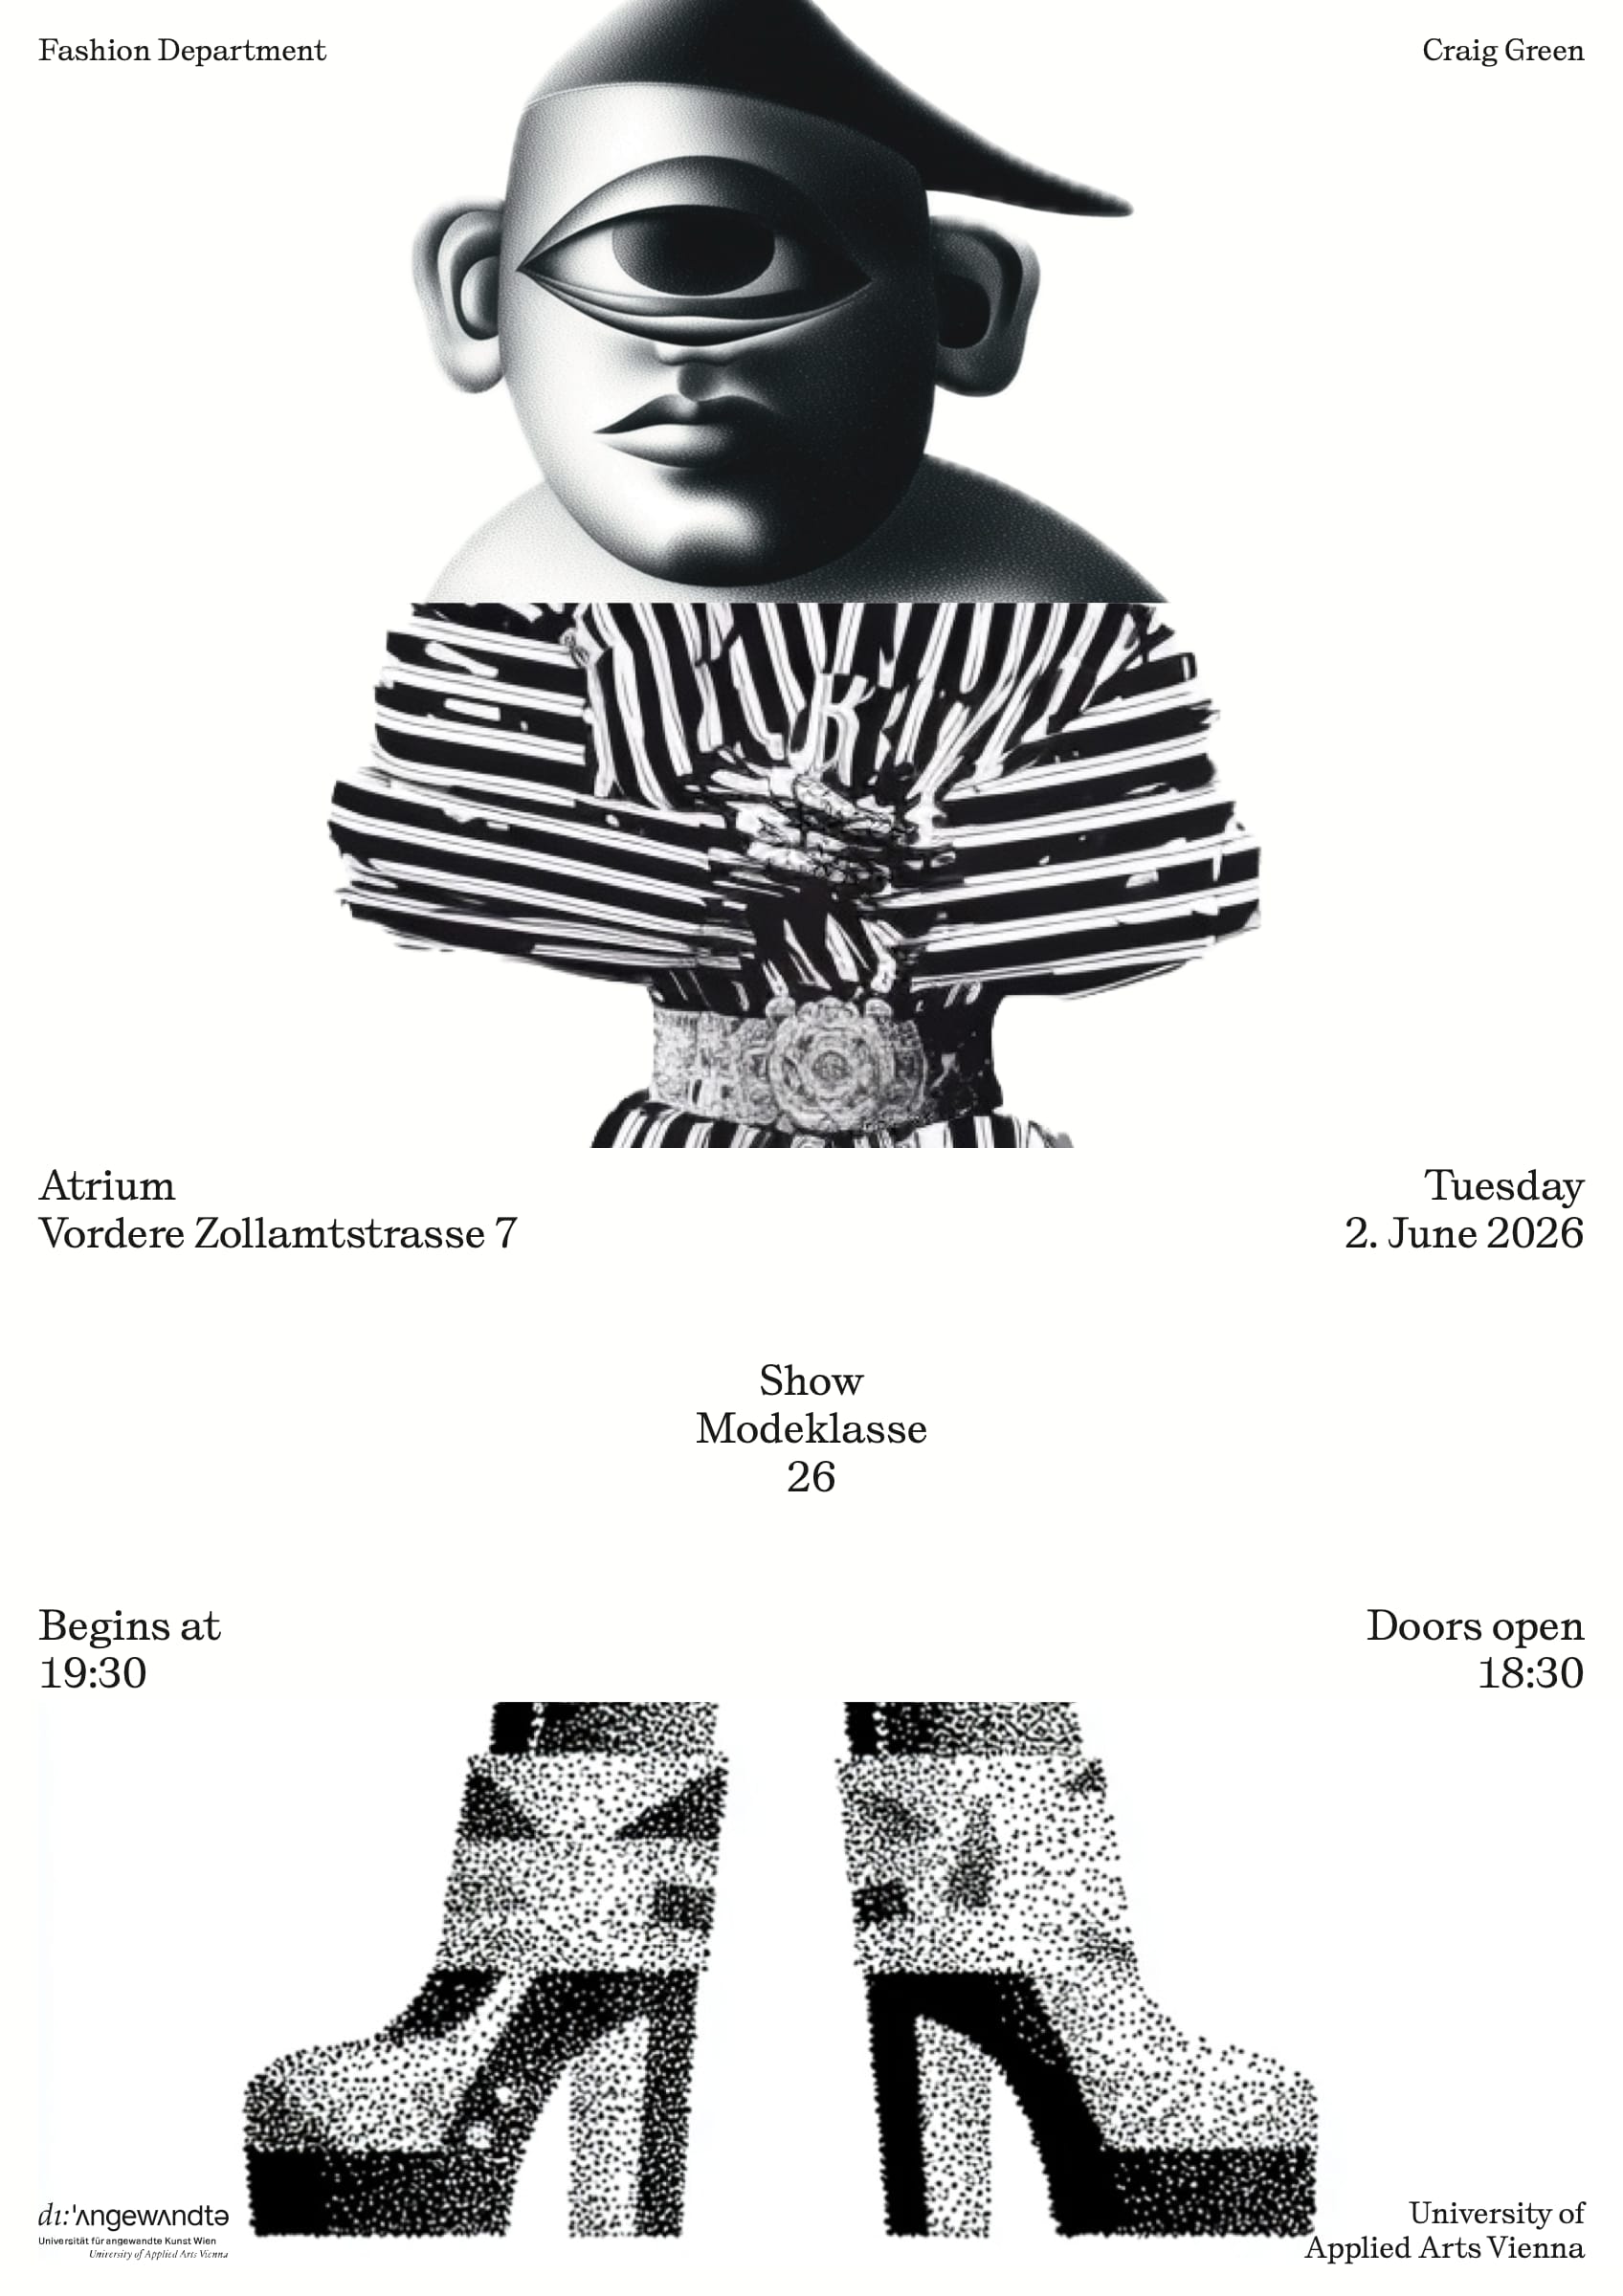 Fashion Department
Craig Green
Atrium
Vordere Zollamtstrasse 7
Tuesday
2. June 2026
Show
Modeklasse
26
Begins at
19:30
Doors open
18:30
dı:'ʌngewʌndtə
Universität für angewandte Kunst Wien
University of Applied Arts Vienna
University of
Applied Arts Vienna